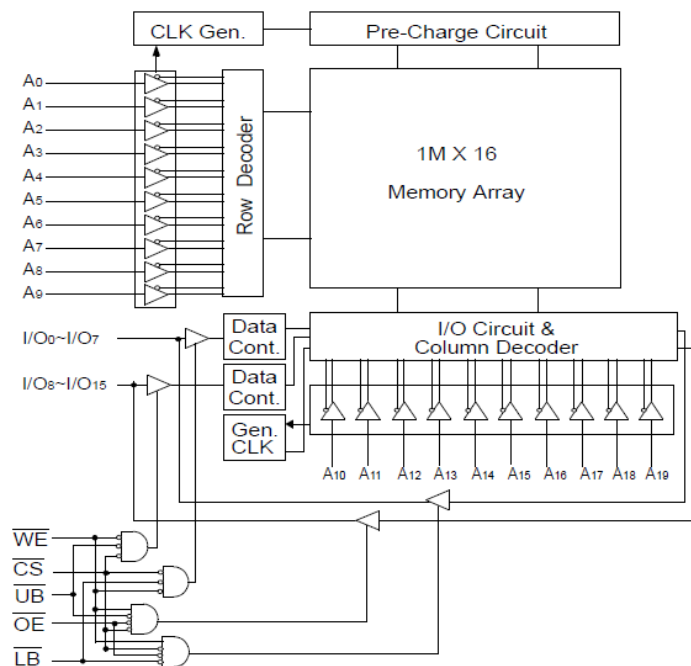 CLK Gen.
Pre-Charge Circuit
A0
A1
A2
A3
A4
A5
A6
A7
A8
A9
Row Decoder
1M X 16
Memory Array
I/O0~I/O7
Data
Cont.
I/O Circuit &
Column Decoder
I/O8~I/O15
Data
Cont.
Gen.
CLK
A10 A11 A12 A13 A14 A15 A16 A17 A18 A19
WE
CS
UB
OE
LB